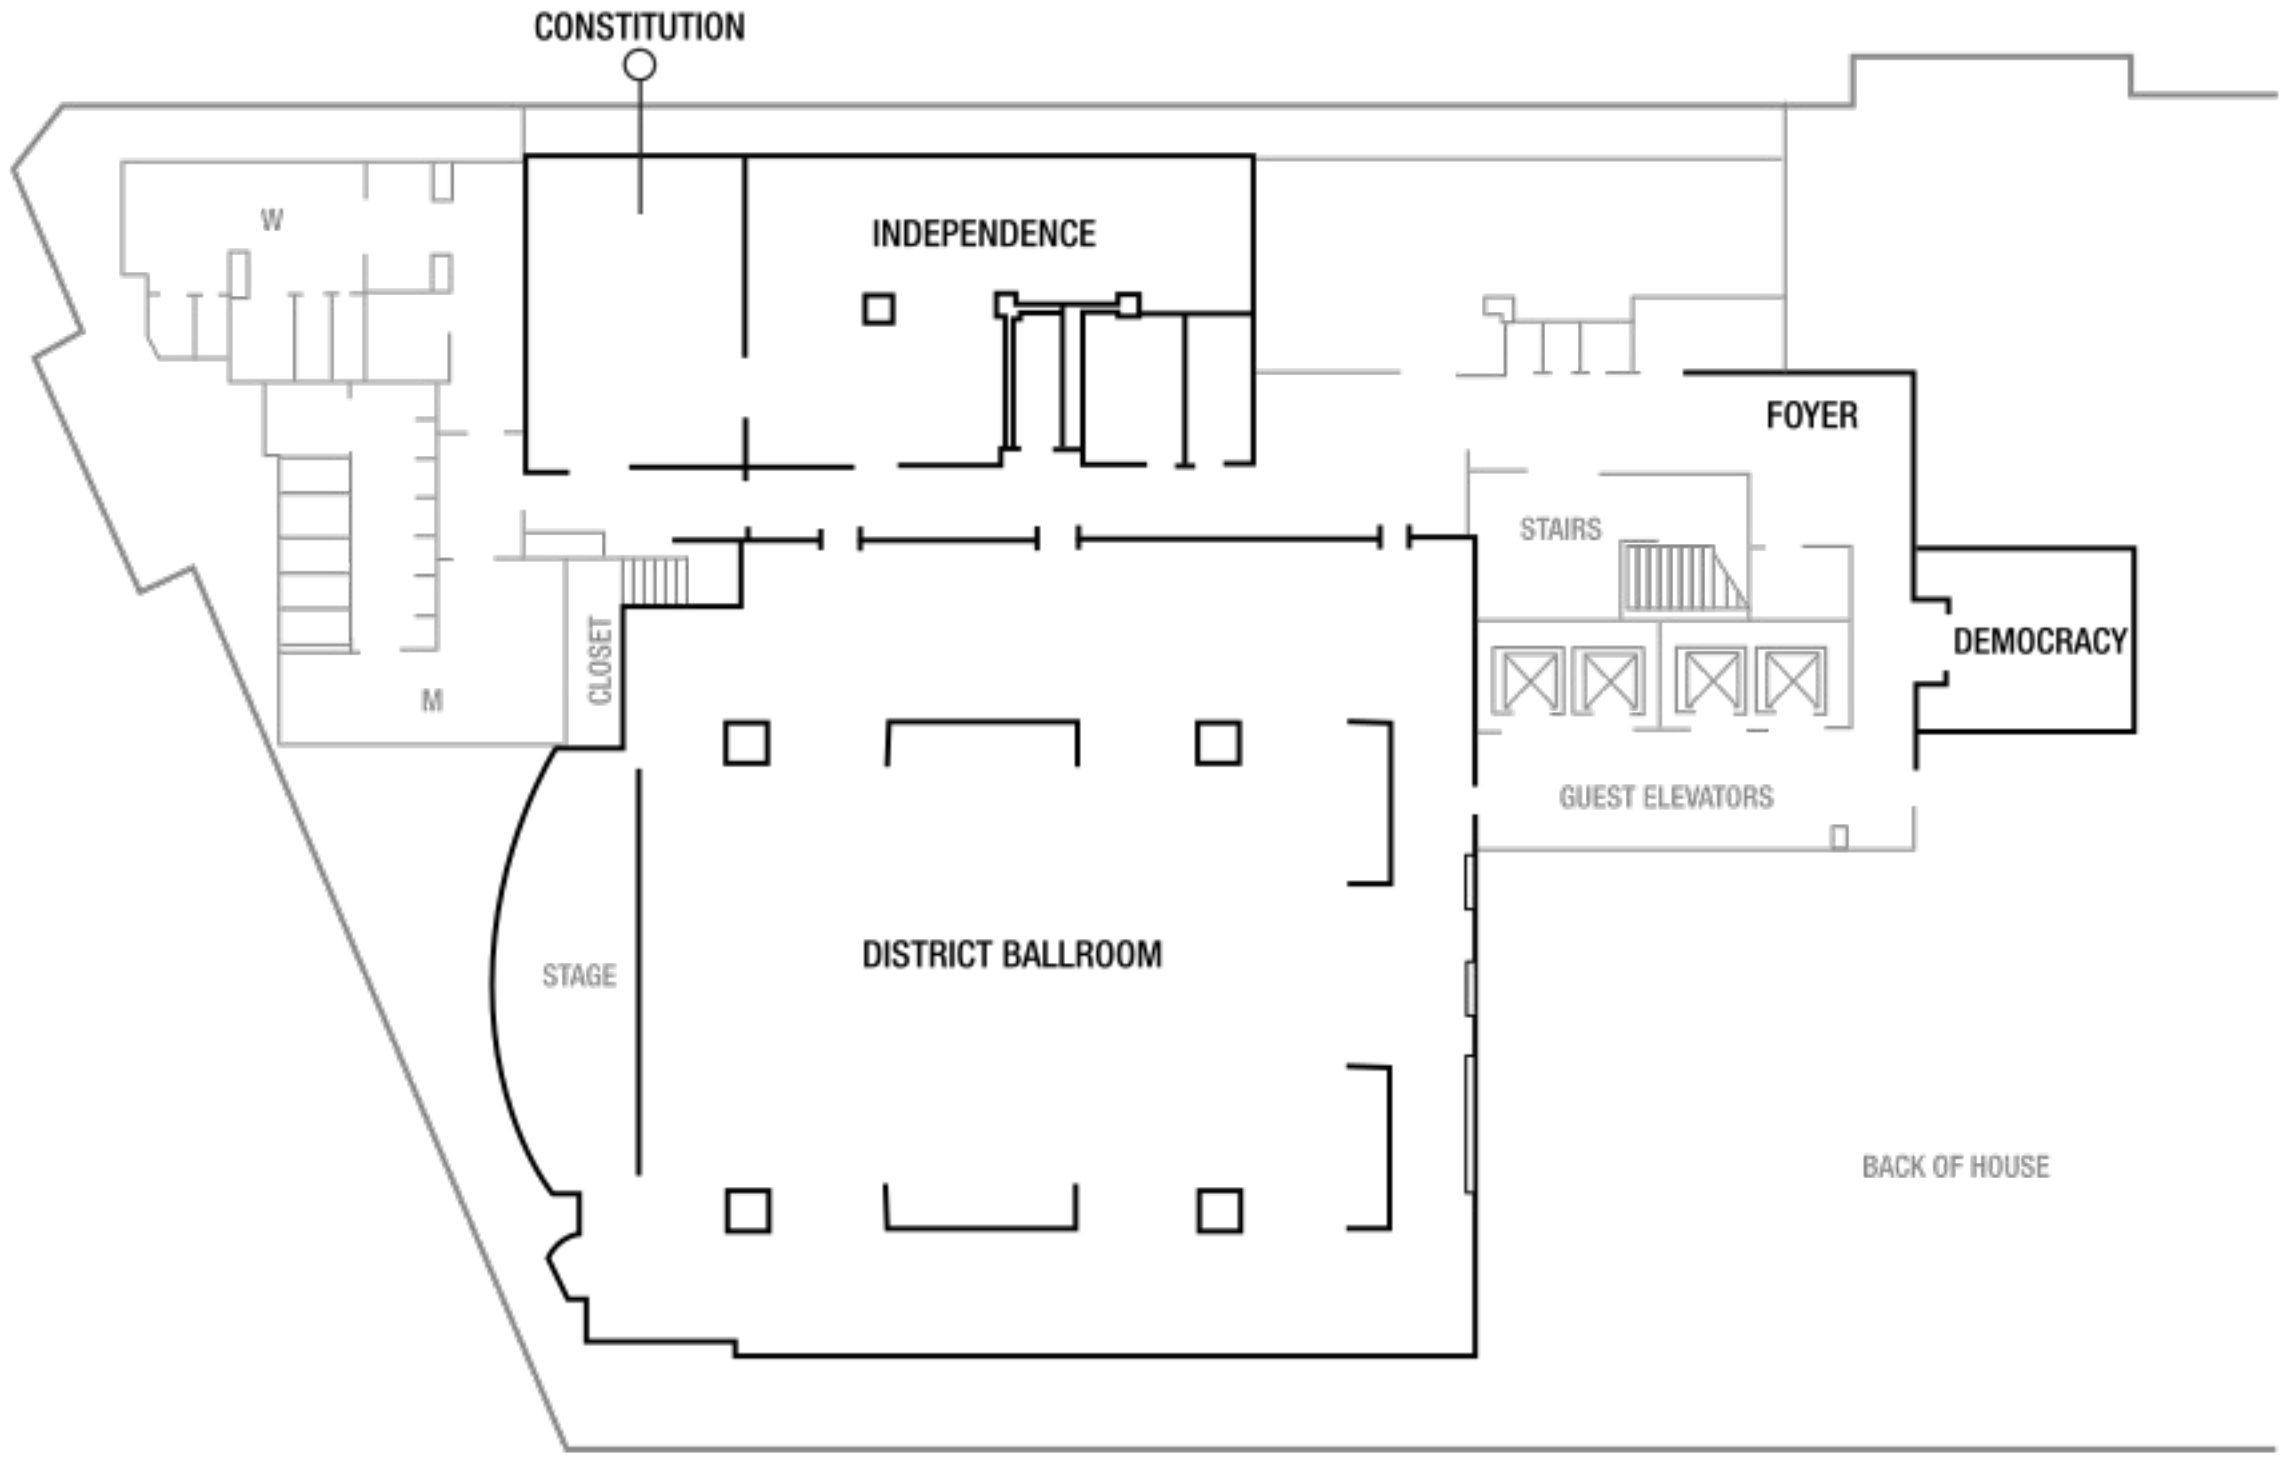 CONSTITUTION
W
INDEPENDENCE
FOYER
STAIRS
CLOSET
DEMOCRACY
M
GUEST ELEVATORS
DISTRICT BALLROOM
STAGE
BACK OF HOUSE